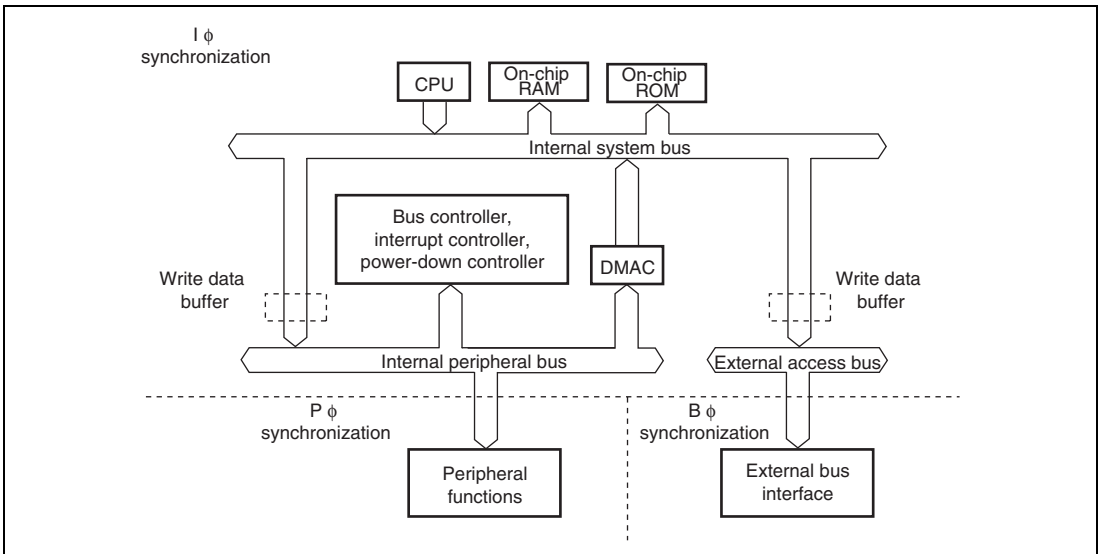 I ϕ
synchronization
CPU
On-chip
RAM
On-chip
ROM
Internal system bus
Bus controller,
interrupt controller,
power-down controller
DMAC
Write data
buffer
Write data
buffer
Internal peripheral bus
External access bus
P ϕ
synchronization
B ϕ
synchronization
Peripheral
functions
External bus
interface